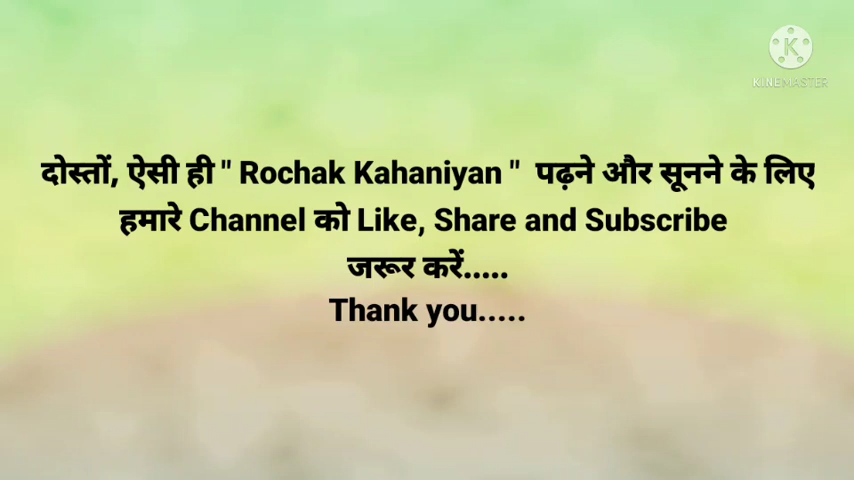 KINEMASTER
दोस्तों, ऐसी ही " Rochak Kahaniyan " पढ़ने और सूनने के लिए
हमारे Channel को Like, Share and Subscribe
जरूर करें.....
Thank you.....